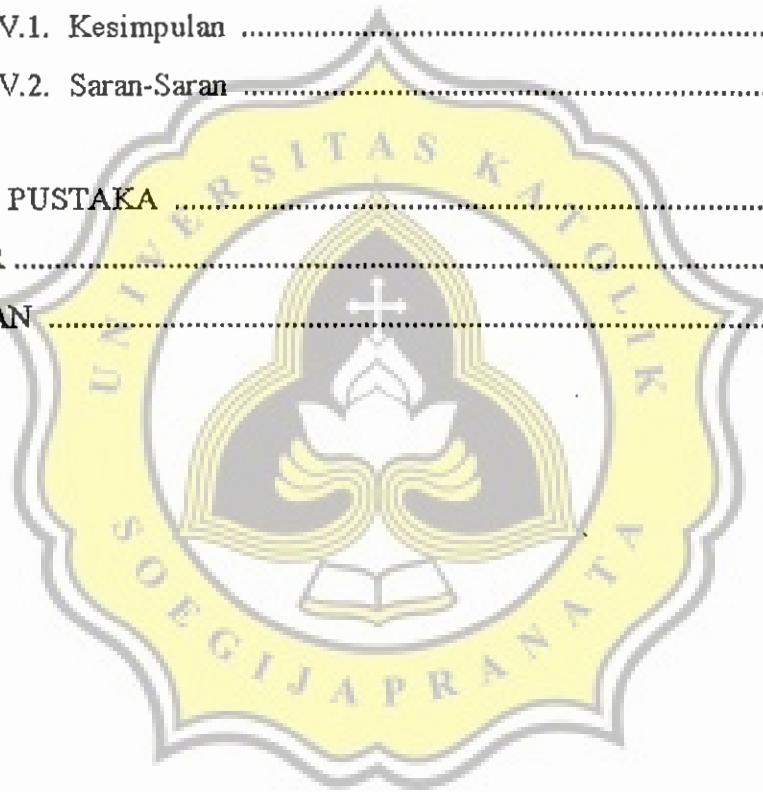 V.1. Kesimpulan ............................................................
V.2. Saran-Saran ............................................................
PUSTAKA ............................................................
............................................................
AN ............................................................
UNIVERSITAS KATOLIK
SOEGIJAPRANATA